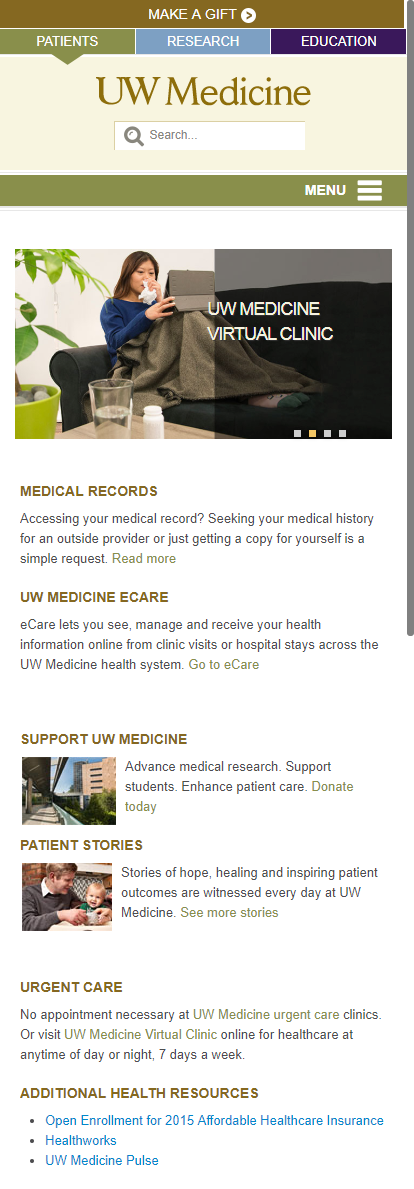 MAKE A GIFT
PATIENTS RESEARCH EDUCATION
UW Medicine
Search...
MENU
UW MEDICINE
VIRTUAL CLINIC
MEDICAL RECORDS
Accessing your medical record? Seeking your medical history
for an outside provider or just getting a copy for yourself is a
simple request. Read more
UW MEDICINE ECARE
eCare lets you see, manage and receive your health
information online from clinic visits or hospital stays across the
UW Medicine health system. Go to eCare
SUPPORT UW MEDICINE
Advance medical research. Support
students. Enhance patient care. Donate
today
PATIENT STORIES
Stories of hope, healing and inspiring patient
outcomes are witnessed every day at UW
Medicine. See more stories
URGENT CARE
No appointment necessary at UW Medicine urgent care clinics.
Or visit UW Medicine Virtual Clinic online for healthcare at
anytime of day or night, 7 days a week.
ADDITIONAL HEALTH RESOURCES
• Open Enrollment for 2015 Affordable Healthcare Insurance
• Healthworks
• UW Medicine Pulse